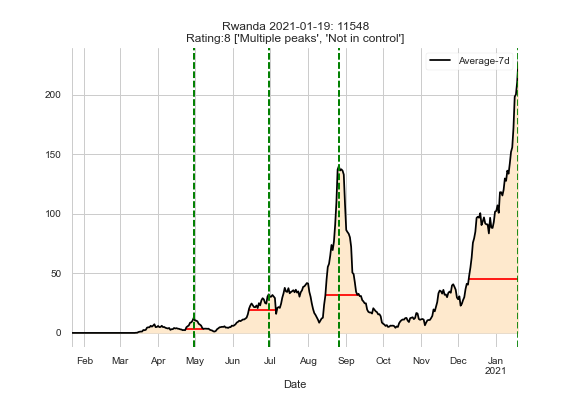 Rwanda 2021-01-19: 11548
Rating:8 ['Multiple peaks', 'Not in control']
Average-7d
200
150
100
50
0
Feb Mar Apr May Jun Jul Aug Sep Oct Nov Dec Jan
2021
Date